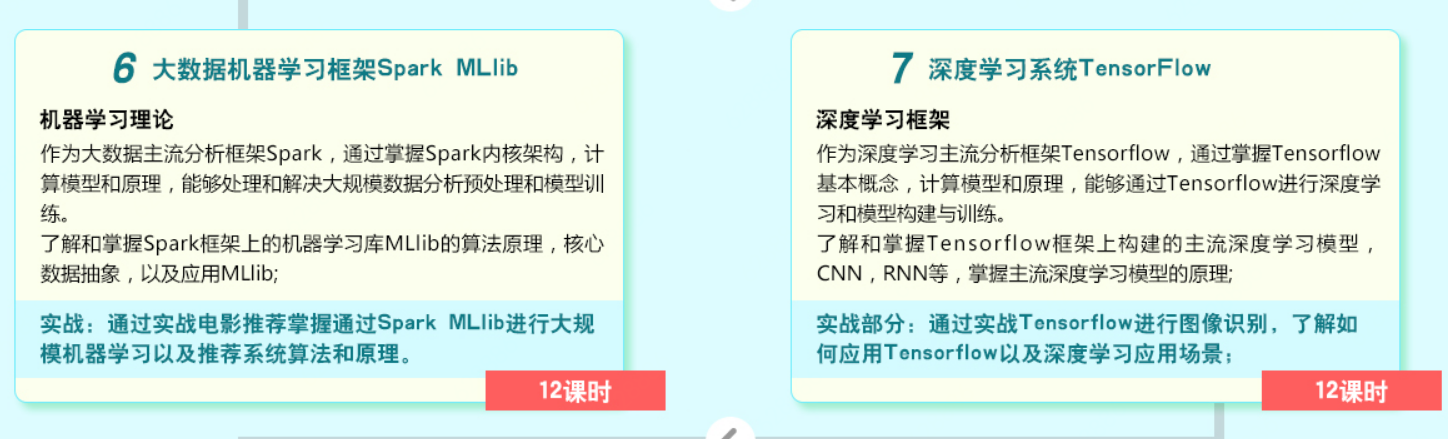 6 大数据机器学习框架Spark MLlib
机器学习理论
作为大数据主流分析框架Spark，通过掌握Spark内核架构，计
算模型和原理，能够处理和解决大规模数据分析预处理和模型训
练。
了解和掌握Spark框架上的机器学习库MLlib的算法原理，核心
数据抽象，以及应用MLlib;
实战：通过实战电影推荐掌握通过Spark MLlib进行大规
模机器学习以及推荐系统算法和原理。
12课时
7 深度学习系统TensorFlow
深度学习框架
作为深度学习主流分析框架Tensorflow，通过掌握Tensorflow
基本概念，计算模型和原理，能够通过Tensorflow进行深度学
习和模型构建与训练。
了解和掌握Tensorflow框架上构建的主流深度学习模型，
CNN，RNN等，掌握主流深度学习模型的原理;
实战部分：通过实战Tensorflow进行图像识别，了解如
何应用Tensorflow以及深度学习应用场景；
12课时